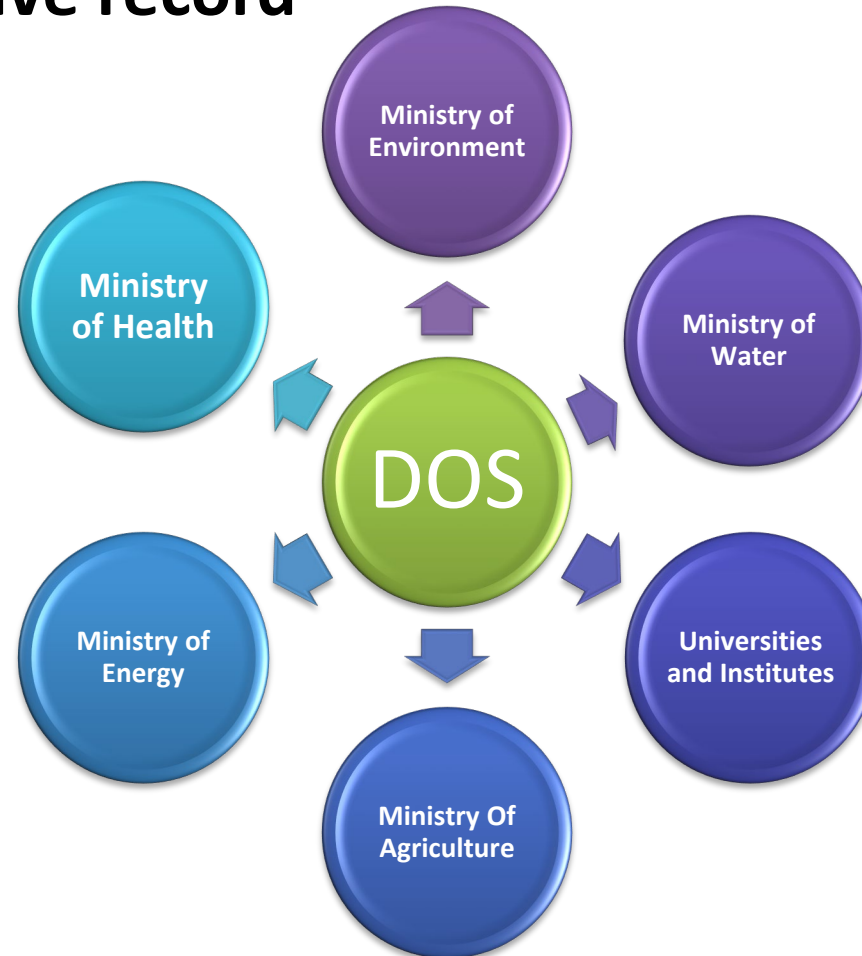 record
Ministry of
Environment
Ministry
of Health
Ministry of
Water
DOS
Ministry of
Energy
Universities
and Institutes
Ministry Of
Agriculture